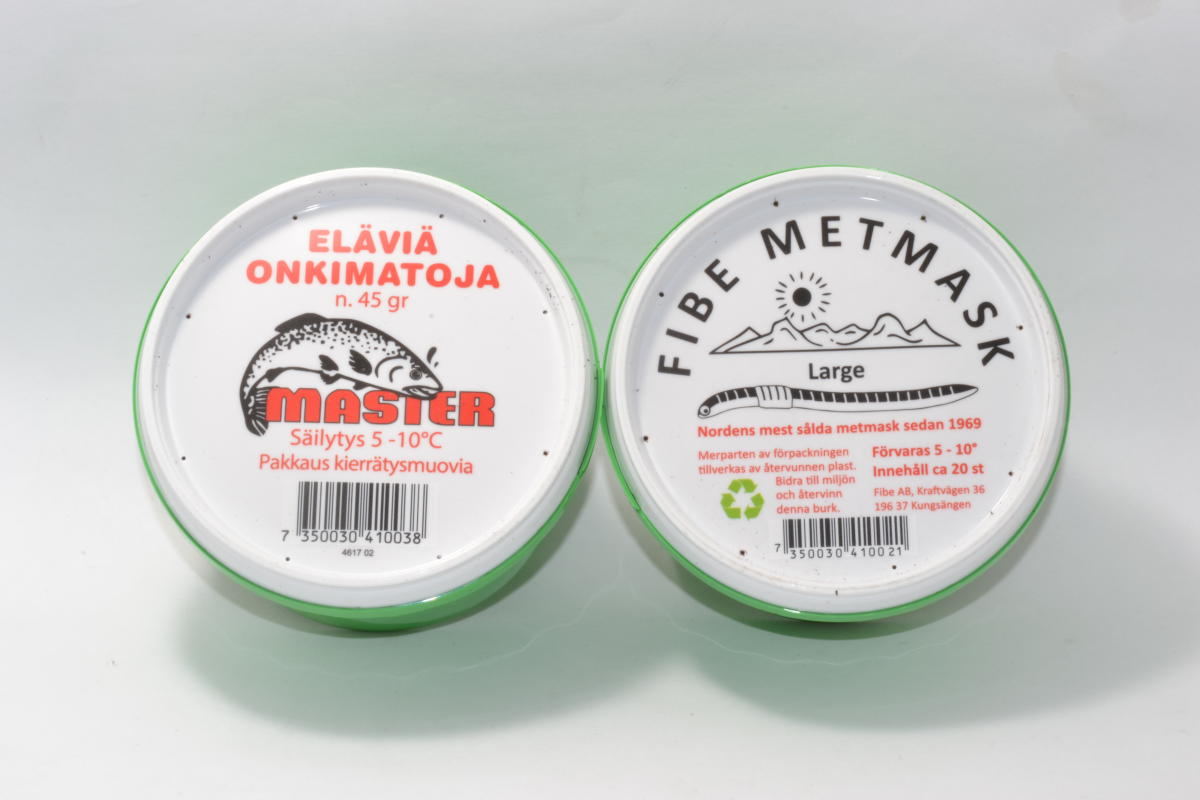 ELÄVIÄ
ONKIMATOJA
n. 45 gr
MASTER
Säilytys 5 -10°C
Pakkaus kierrätysmuovia
7 350030 410038
4617 02
FIBE METMASK
Large
Nordens mest sålda metmask sedan 1969
Merparten av förpackningen
tillverkas av återvunnen plast.
Bidra till miljön
och återvinn
denna burk.
Förvaras 5 - 10°
Innehåll ca 20 st
Fibe AB, Kraftvägen 36
196 37 Kungsängen
7 350030 410021